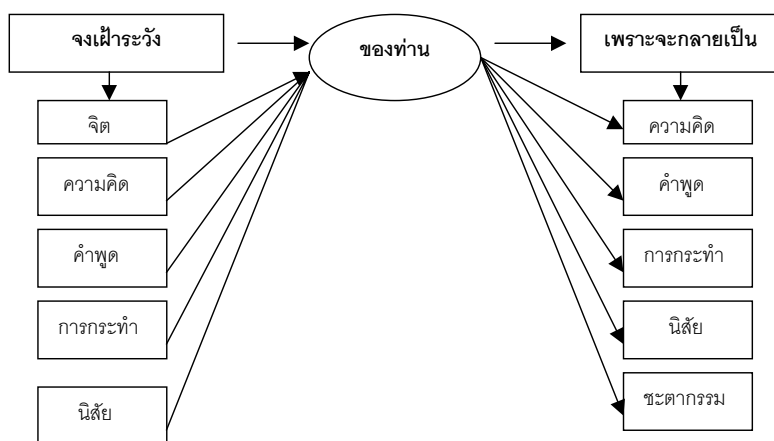 จงเฝ้าระวัง
ของท่าน
เพราะจะกลายเป็น
จิต
ความคิด
ความคิด
คำพูด
คำพูด
การกระทำ
การกระทำ
นิสัย
นิสัย
ชะตากรรม